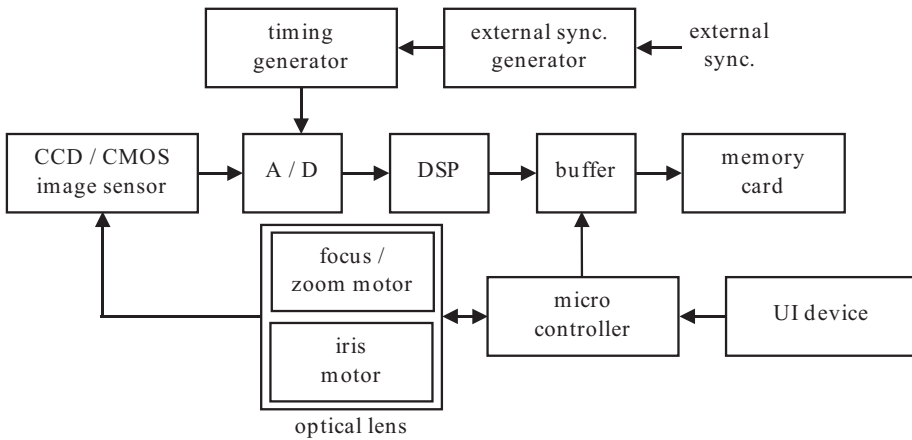 timing
generator
external sync.
generator
external
sync.
CCD / CMOS
image sensor
A / D
DSP
buffer
memory
card
focus /
zoom motor
iris
motor
optical lens
micro
controller
UI device